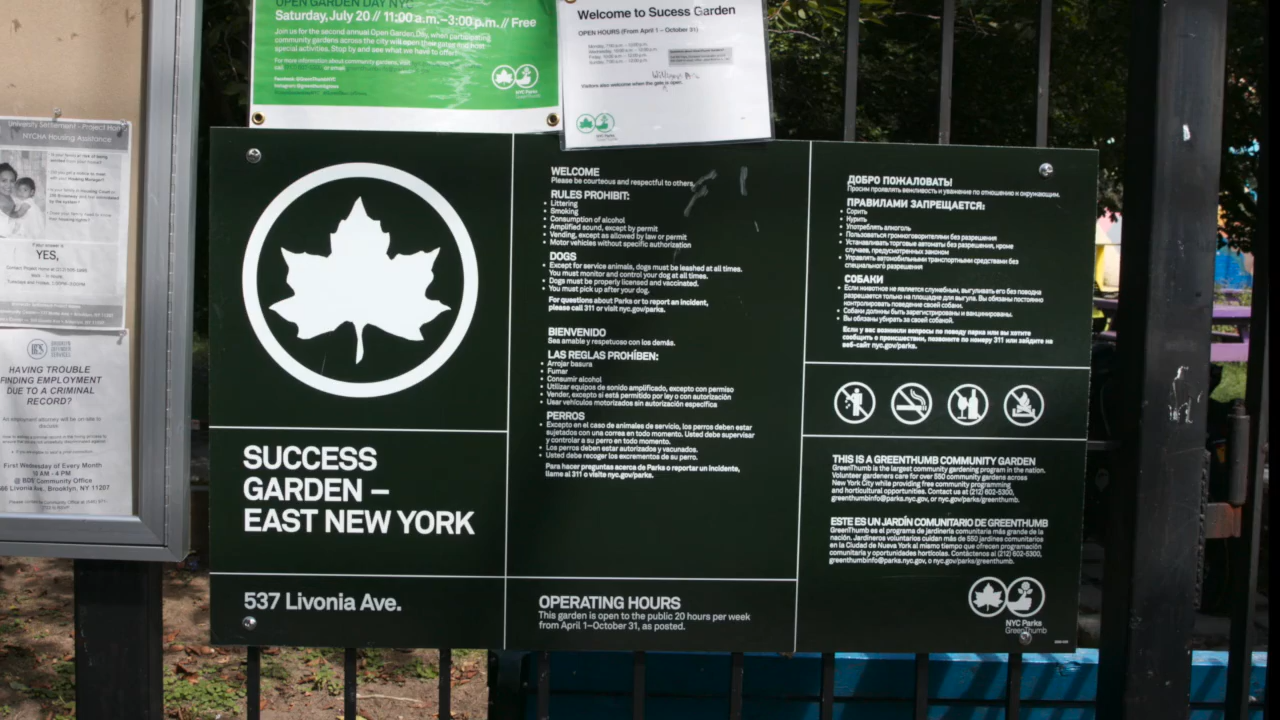 OPEN GARDEN DAY NYC
Saturday, July 20 // 11:00 a.m.–3:00 p.m. // Free
Join us for the second annual Open Garden Day, when participating
community gardens across the city will open their gates and host
special activities. Stop by and see what we have to offer!
For more information about community gardens, visit
or email
Facebook @GreenThumbNYC
NYC Parks
GreenThumb
Welcome to Sucess Garden
OPEN HOURS (From April 1 – October 31)
Visitors also welcome when the gate is open.
NYC Parks
University Settlement - Project Home
NYCHA Housing Assistance
If your answer is
YES,
HAVING TROUBLE
FINDING EMPLOYMENT
DUE TO A CRIMINAL
RECORD?
First Wednesday of Every Month
10 AM - 4 PM
@ BDS Community Office
Livonia Ave., Brooklyn, NY 11207
SUCCESS
GARDEN –
EAST NEW YORK
537 Livonia Ave.
WELCOME
Please be courteous and respectful to others.
RULES PROHIBIT:
• Littering
• Smoking
• Consumption of alcohol
• Amplified sound, except by permit
• Vending, except as allowed by law or permit
• Motor vehicles without specific authorization
DOGS
• Except for service animals, dogs must be leashed at all times.
You must monitor and control your dog at all times.
• Dogs must be properly licensed and vaccinated.
• You must pick up after your dog.
For questions about Parks or to report an incident,
please call 311 or visit nyc.gov/parks.
BIENVENIDO
Sea amable y respetuoso con los demás.
LAS REGLAS PROHÍBEN:
• Arrojar basura
• Fumar
• Consumir alcohol
• Utilizar equipos de sonido amplificado, excepto con permiso
• Vender, excepto si está permitido por ley o con autorización
• Usar vehículos motorizados sin autorización específica
PERROS
• Excepto en el caso de animales de servicio, los perros deben estar
sujetados con una correa en todo momento. Usted debe supervisar
y controlar a su perro en todo momento.
• Los perros deben estar autorizados y vacunados.
• Usted debe recoger los excrementos de su perro.
Para hacer preguntas acerca de Parks o reportar un incidente,
llame al 311 o visite nyc.gov/parks.
OPERATING HOURS
This garden is open to the public 20 hours per week
from April 1–October 31, as posted.
ДОБРО ПОЖАЛОВАТЬ!
Просим проявлять вежливость и уважение по отношению к окружающим.
ПРАВИЛАМИ ЗАПРЕЩАЕТСЯ:
• Сорить
• Курить
• Употреблять алкоголь
• Пользоваться громкоговорителями без разрешения
• Устанавливать торговые автоматы без разрешения, кроме
случаев, предусмотренных законом
• Управлять автомобильными транспортными средствами без
специального разрешения
СОБАКИ
• Если животное не является служебным, выгуливать его без поводка
разрешается только на площадке для выгула. Вы обязаны постоянно
контролировать поведение своей собаки.
• Собаки должны быть зарегистрированы и вакцинированы.
• Вы обязаны убирать за своей собакой.
Если у вас возникли вопросы по поводу парка или вы хотите
сообщить о происшествии, позвоните по номеру 311 или зайдите на
веб-сайт nyc.gov/parks.
THIS IS A GREENTHUMB COMMUNITY GARDEN
GreenThumb is the largest community gardening program in the nation.
Volunteer gardeners care for over 550 community gardens across
New York City while providing free community programming
and horticultural opportunities. Contact us at (212) 602-5300,
greenthumbinfo@parks.nyc.gov, or nyc.gov/parks/greenthumb.
ESTE ES UN JARDÍN COMUNITARIO DE GREENTHUMB
GreenThumb es el programa de jardinería comunitaria más grande de la
nación. Jardineros voluntarios cuidan más de 550 jardines comunitarios
en la Ciudad de Nueva York al mismo tiempo que ofrecen programación
comunitaria y oportunidades hortícolas. Contáctenos al (212) 602-5300,
greenthumbinfo@parks.nyc.gov, o nyc.gov/parks/greenthumb.
NYC Parks
GreenThumb